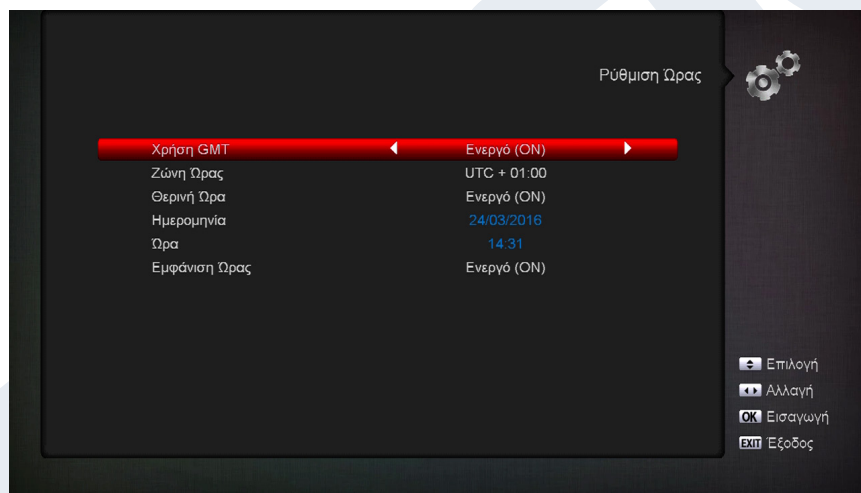 Ρύθμιση Ώρας
Χρήση GMT Ενεργό (ON)
Ζώνη Ώρας UTC + 01:00
Θερινή Ώρα Ενεργό (ON)
Ημερομηνία 24/03/2016
Ώρα 14:31
Εμφάνιση Ώρας Ενεργό (ON)
Επιλογή
Αλλαγή
OK Εισαγωγή
EXIT Έξοδος